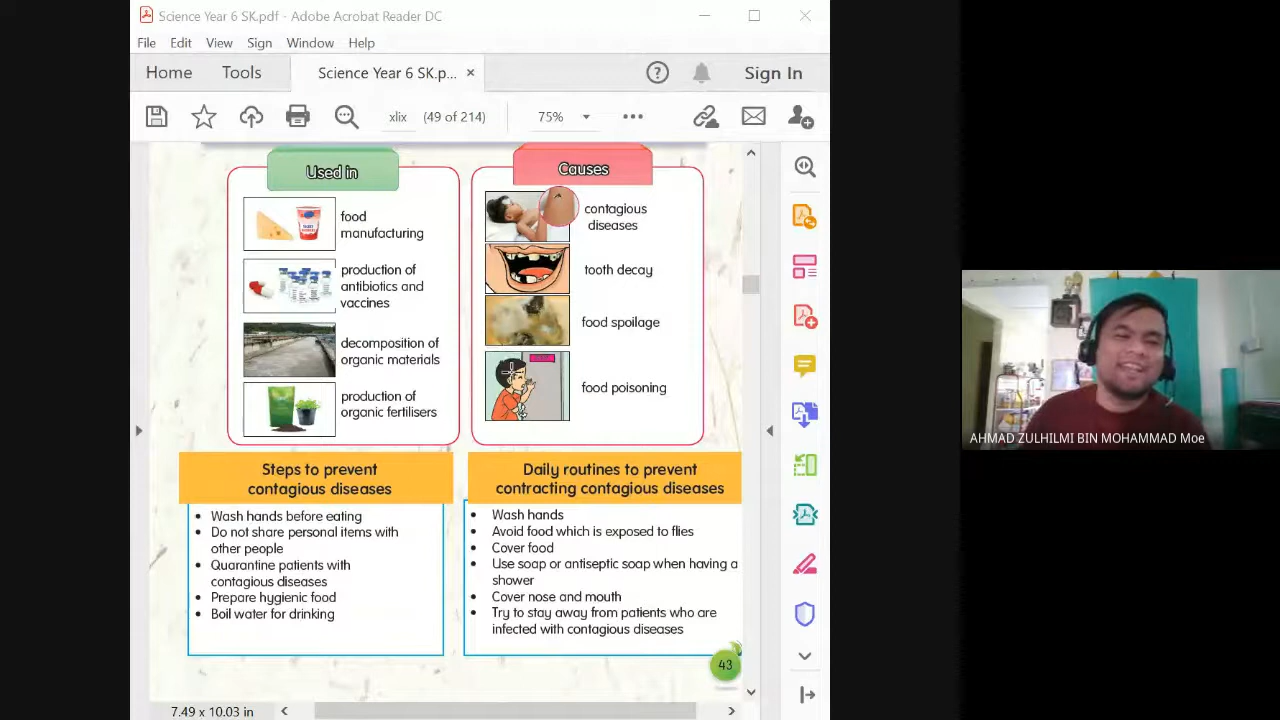 Science Year 6 SK.pdf - Adobe Acrobat Reader DC
File Edit View Sign Window Help
Home Tools Science Year 6 SK.p... × Sign In
xlix (49 of 214) 75%
Used in
food
manufacturing
production of
antibiotics and
vaccines
decomposition of
organic materials
production of
organic fertilisers
Causes
contagious
diseases
tooth decay
food spoilage
food poisoning
Steps to prevent
contagious diseases
• Wash hands before eating
• Do not share personal items with
other people
• Quarantine patients with
contagious diseases
• Prepare hygienic food
• Boil water for drinking
Daily routines to prevent
contracting contagious diseases
• Wash hands
• Avoid food which is exposed to flies
• Cover food
• Use soap or antiseptic soap when having a
shower
• Cover nose and mouth
• Try to stay away from patients who are
infected with contagious diseases
43
7.49 x 10.03 in
AHMAD ZULHILMI BIN MOHAMMAD Moe